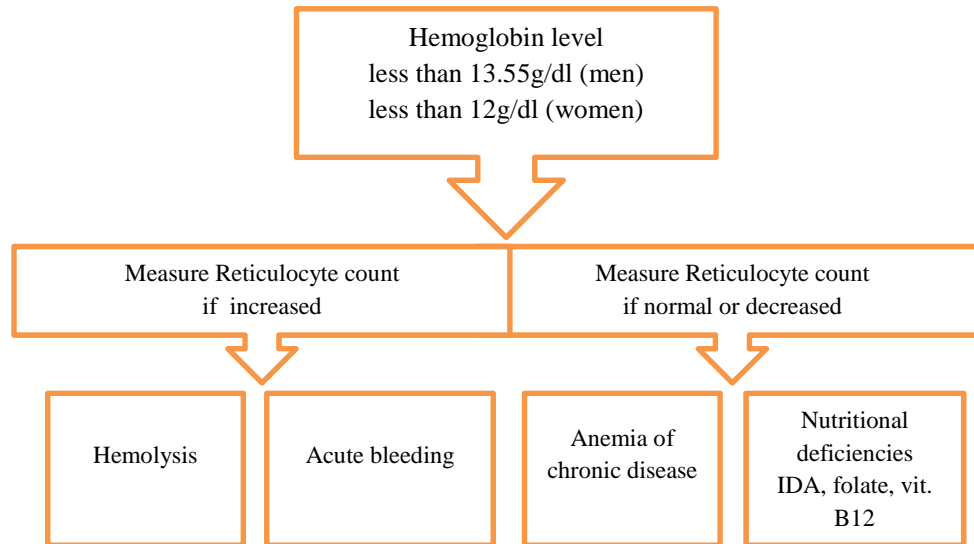 Hemoglobin level
less than 13.55g/dl (men)
less than 12g/dl (women)
Measure Reticulocyte count
if increased
Measure Reticulocyte count
if normal or decreased
Hemolysis
Acute bleeding
Anemia of
chronic disease
Nutritional
deficiencies
IDA, folate, vit.
B12